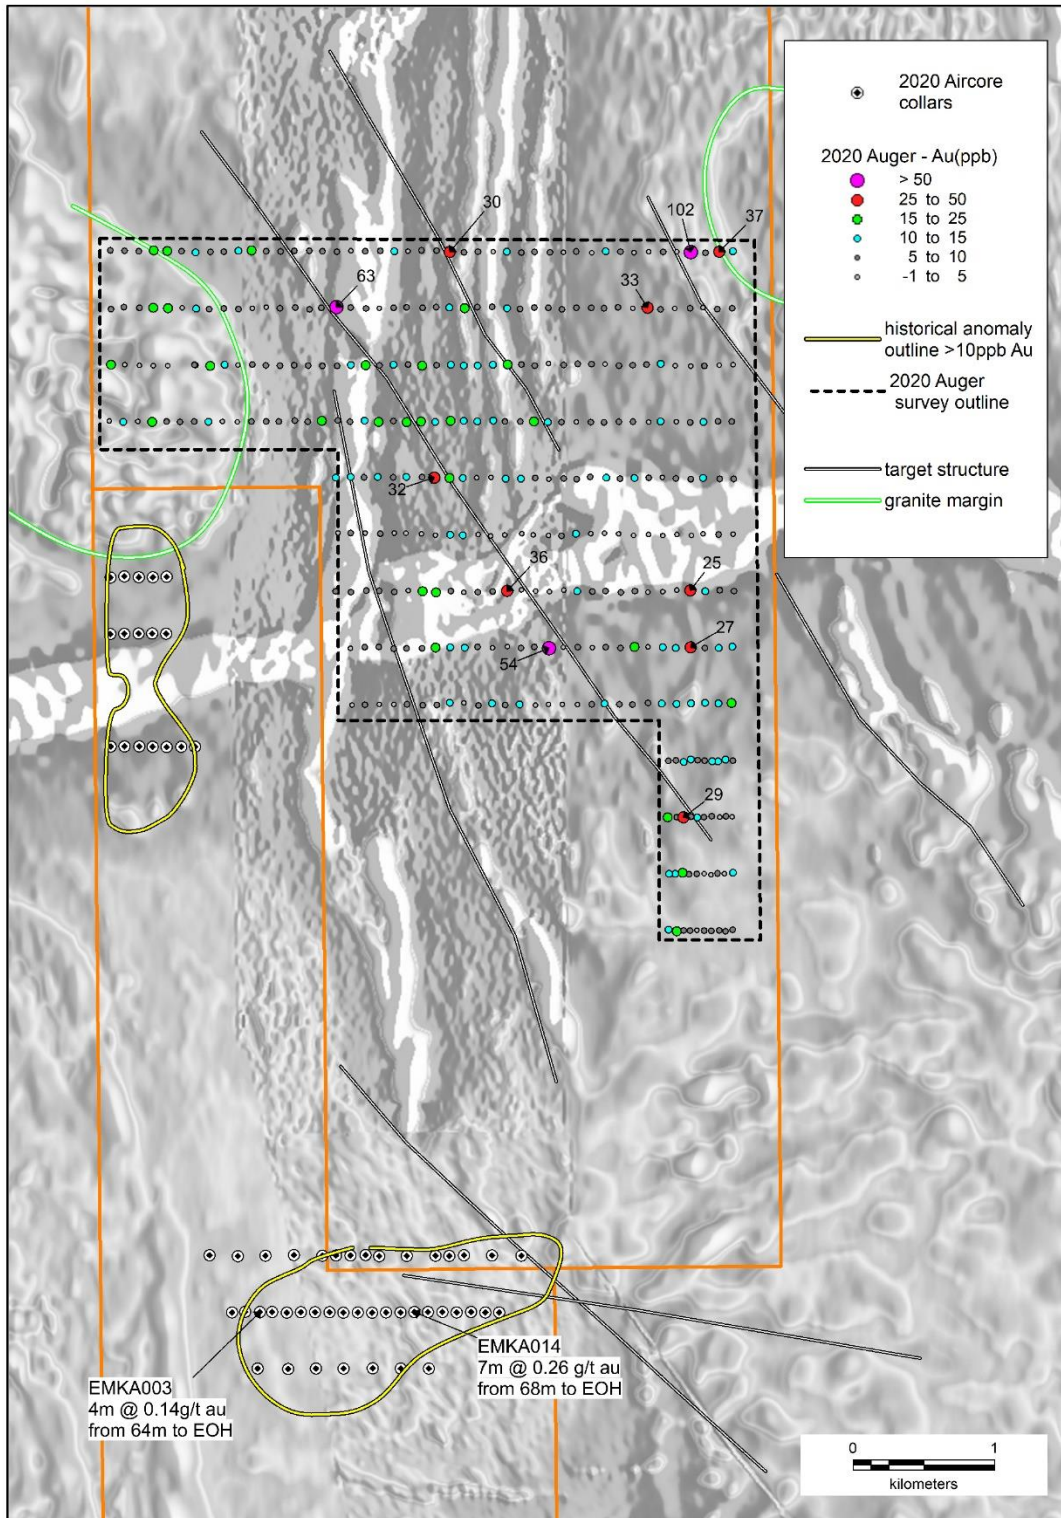 2020 Aircore
collars
2020 Auger - Au(ppb)
> 50
25 to 50
15 to 25
10 to 15
5 to 10
-1 to 5
historical anomaly
outline >10ppb Au
2020 Auger
survey outline
target structure
granite margin
30
102
37
63
33
32
36
25
54
27
29
EMKA003
4m @ 0.14g/t au
from 64m to EOH
EMKA014
7m @ 0.26 g/t au
from 68m to EOH
0 1
kilometers